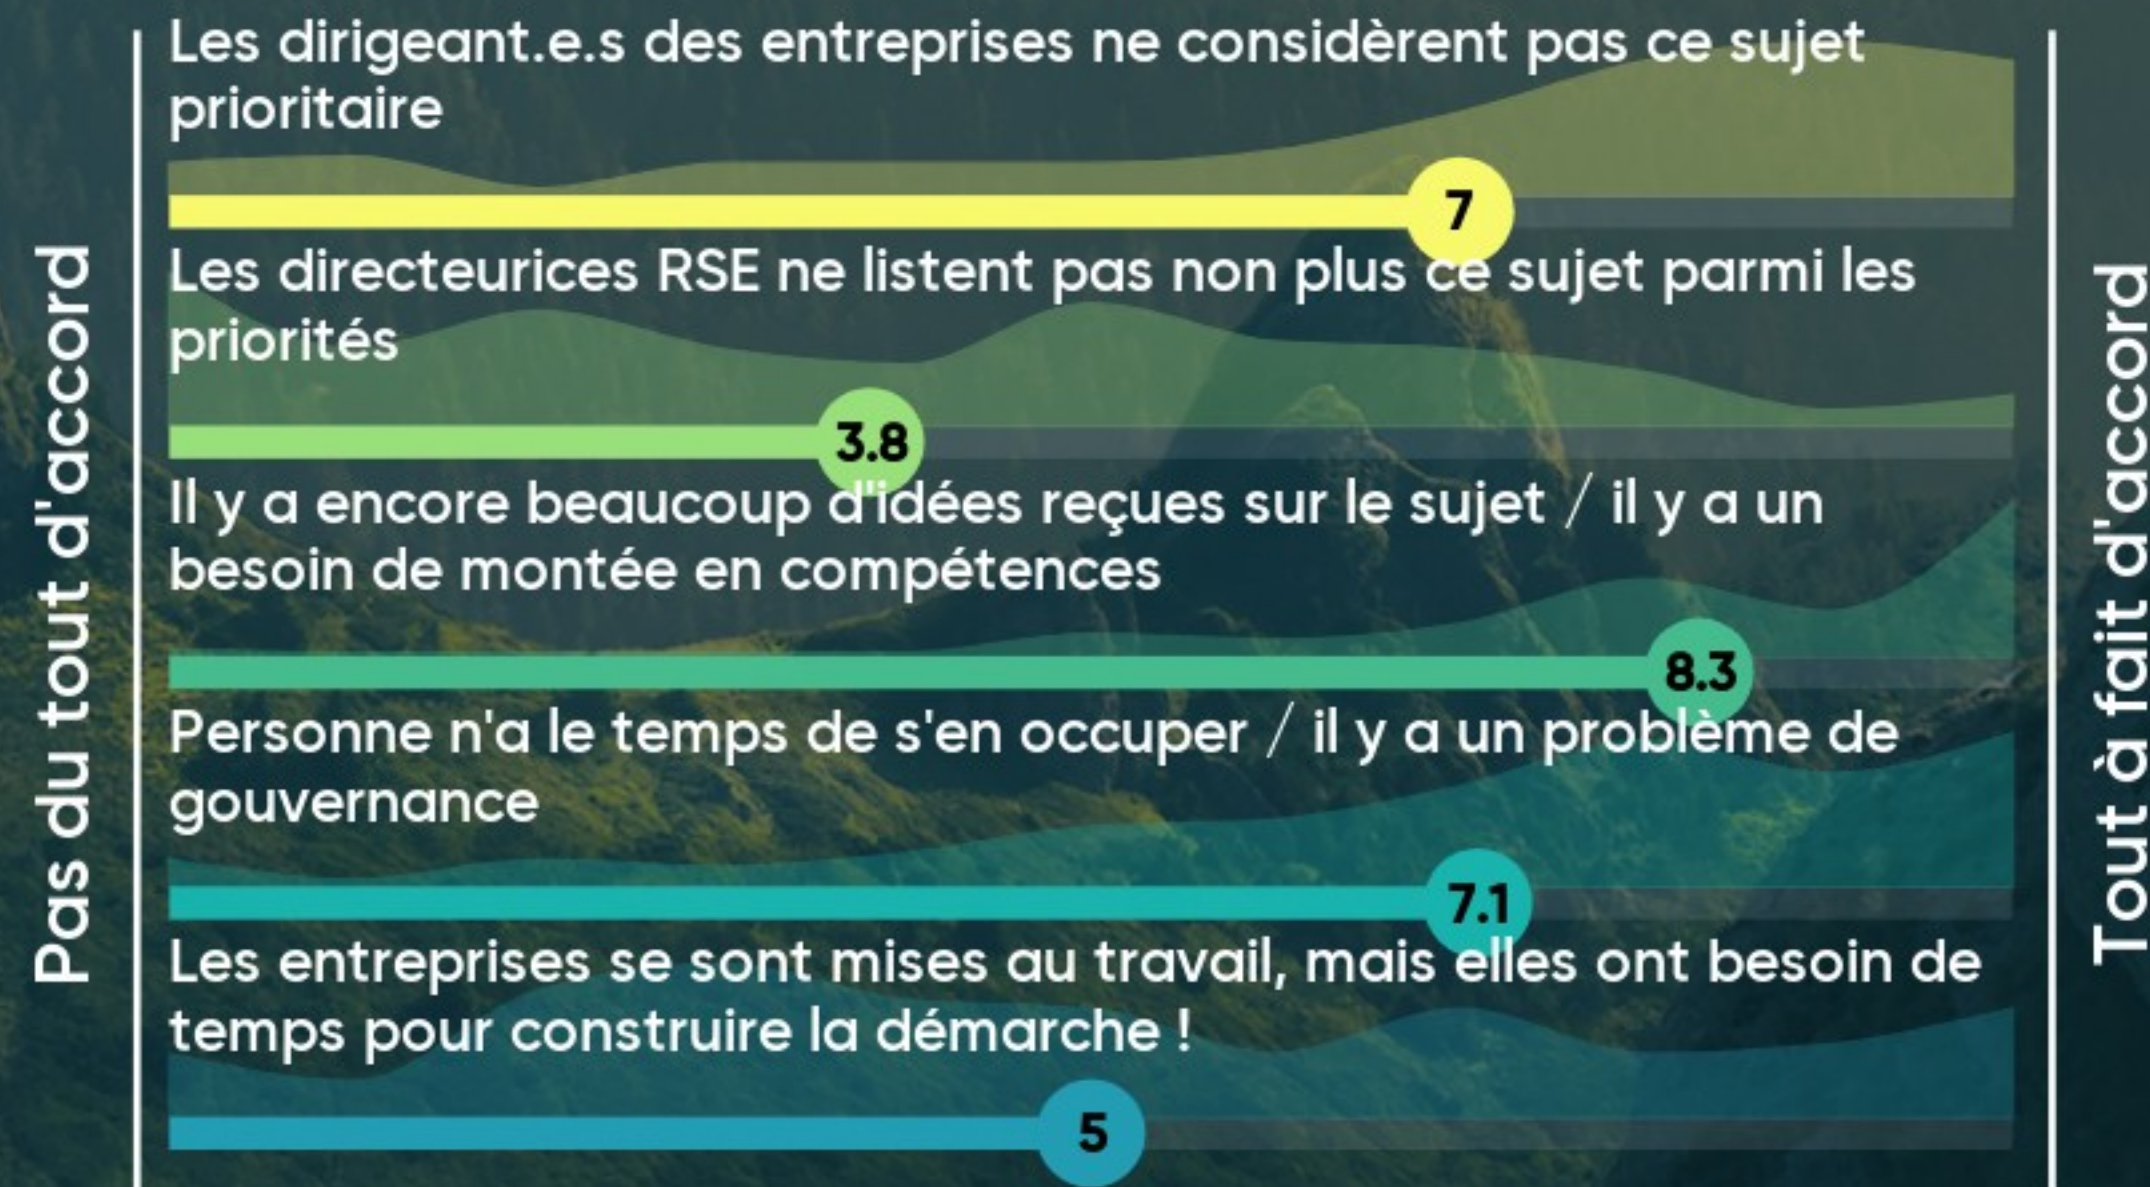 Pas du tout d'accord
Les dirigeant.e.s des entreprises ne considèrent pas ce sujet
prioritaire
7
Les directeurices RSE ne listent pas non plus ce sujet parmi les
priorités
3.8
Il y a encore beaucoup d'idées reçues sur le sujet / il y a un
besoin de montée en compétences
8.3
Personne n'a le temps de s'en occuper / il y a un problème de
gouvernance
7.1
Les entreprises se sont mises au travail, mais elles ont besoin de
temps pour construire la démarche !
5
Tout à fait d'accord